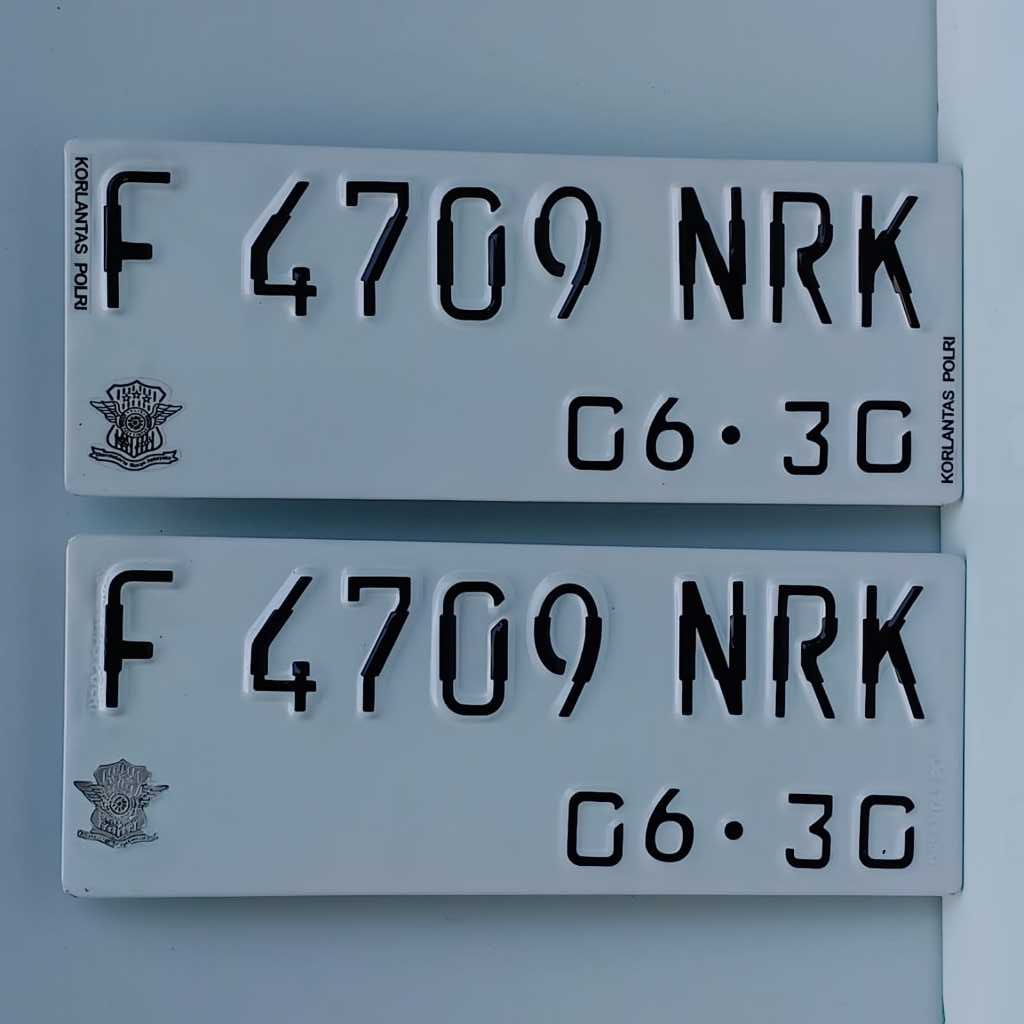 KORLANTAS POLRI
F 4709 NRK
06·30
KORLANTAS POLRI
F 4709 NRK
06·30